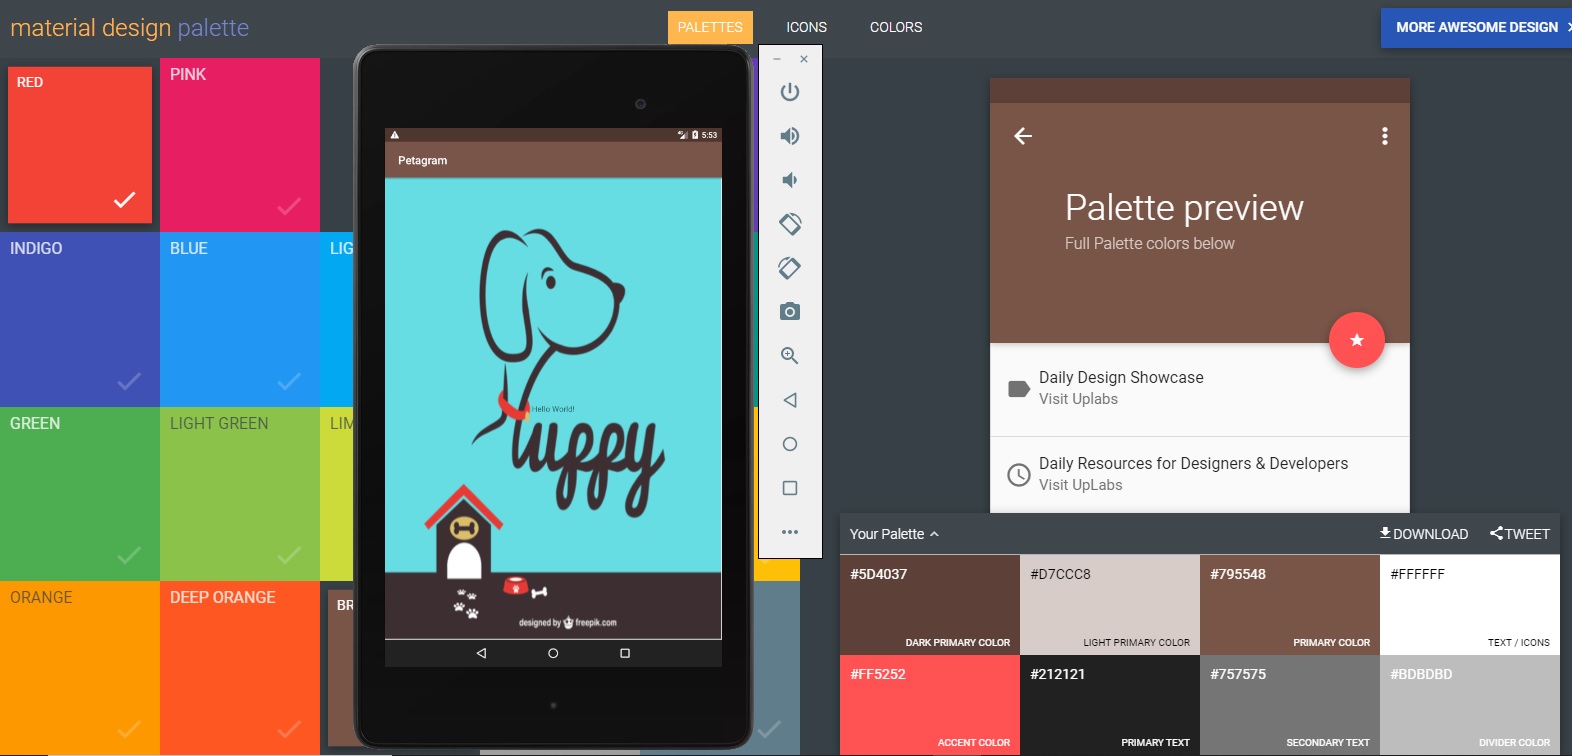 material design palette
PALETTES
ICONS
COLORS
MORE AWESOME DESIGN
RED
PINK
INDIGO
BLUE
LIG
GREEN
LIGHT GREEN
LIM
ORANGE
DEEP ORANGE
BR
5:53
Petagram
Hello World!
Puppy
designed by freepik.com
Palette preview
Full Palette colors below
Daily Design Showcase
Visit Uplabs
Daily Resources for Designers & Developers
Visit UpLabs
Your Palette
DOWNLOAD
TWEET
#5D4037
DARK PRIMARY COLOR
#D7CCC8
LIGHT PRIMARY COLOR
#795548
PRIMARY COLOR
#FFFFFF
TEXT / ICONS
#FF5252
ACCENT COLOR
#212121
PRIMARY TEXT
#757575
SECONDARY TEXT
#BDBDBD
DIVIDER COLOR